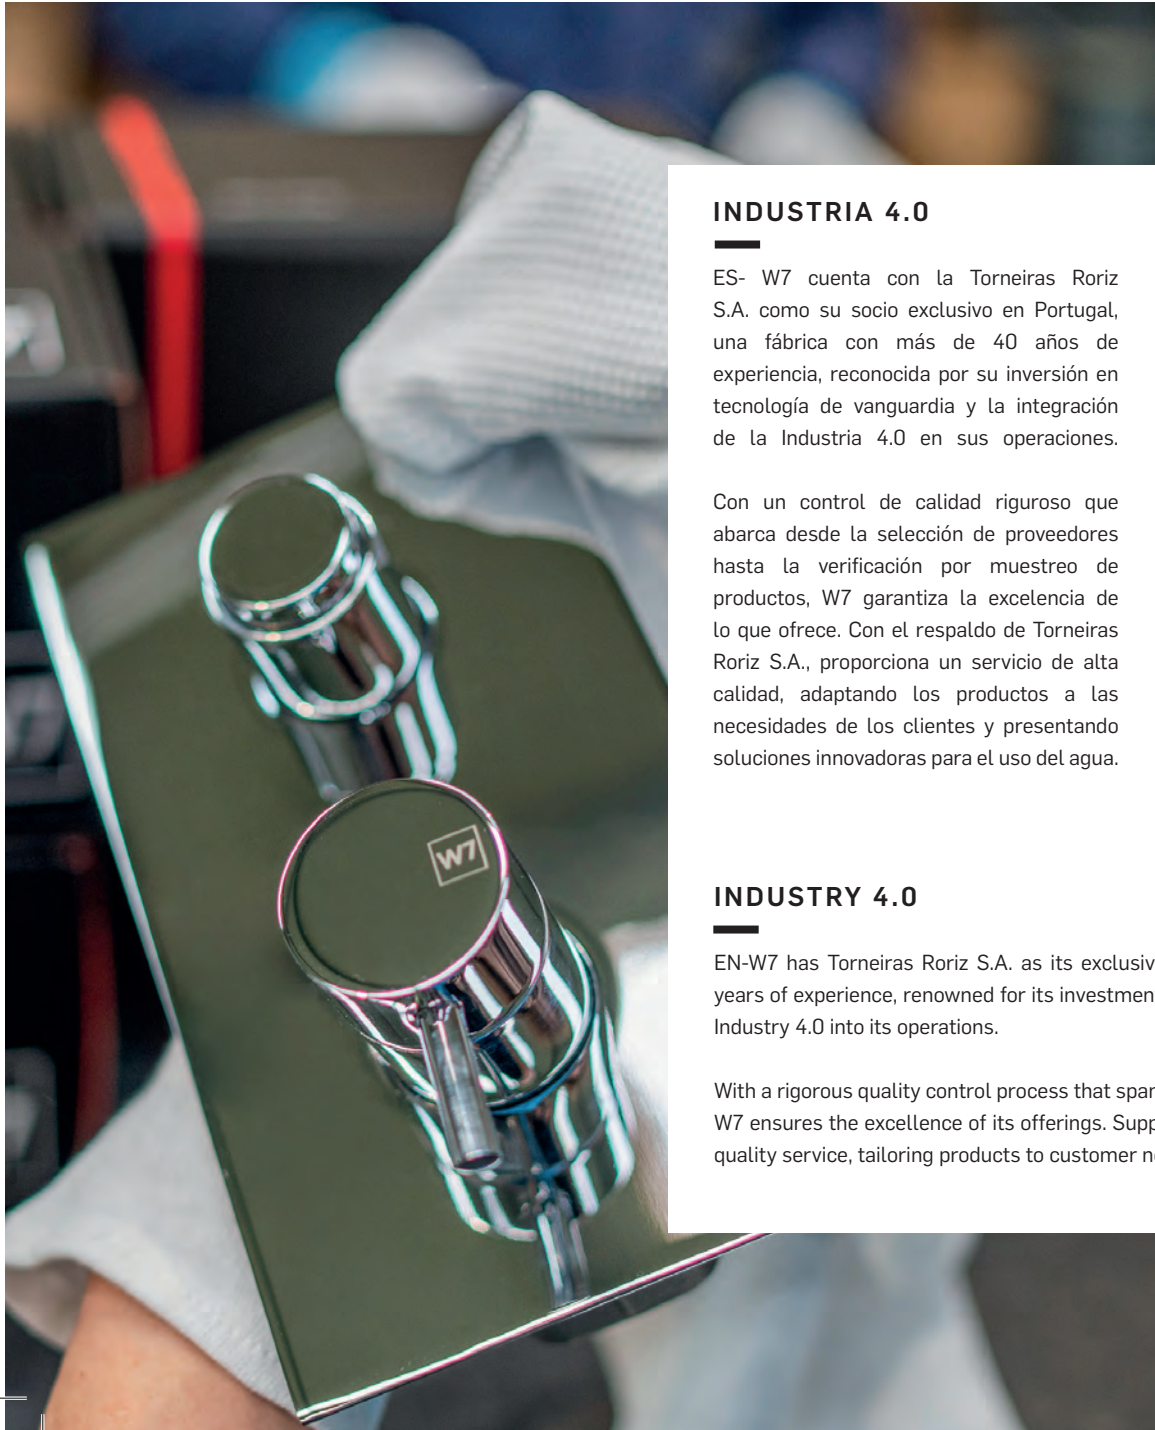 INDUSTRIA 4.0
ES- W7 cuenta con la Torneiras Roriz
S.A. como su socio exclusivo en Portugal,
una fábrica con más de 40 años de
experiencia, reconocida por su inversión en
tecnología de vanguardia y la integración
de la Industria 4.0 en sus operaciones.
Con un control de calidad riguroso que
abarca desde la selección de proveedores
hasta la verificación por muestreo de
productos, W7 garantiza la excelencia de
lo que ofrece. Con el respaldo de Torneiras
Roriz S.A., proporciona un servicio de alta
calidad, adaptando los productos a las
necesidades de los clientes y presentando
soluciones innovadoras para el uso del agua.
W7
INDUSTRY 4.0
EN-W7 has Torneiras Roriz S.A. as its
years of experience, renowned for its
Industry 4.0 into its operations.
With a rigorous quality control process that
W7 ensures the excellence of its offerings.
quality service, tailoring products to customer